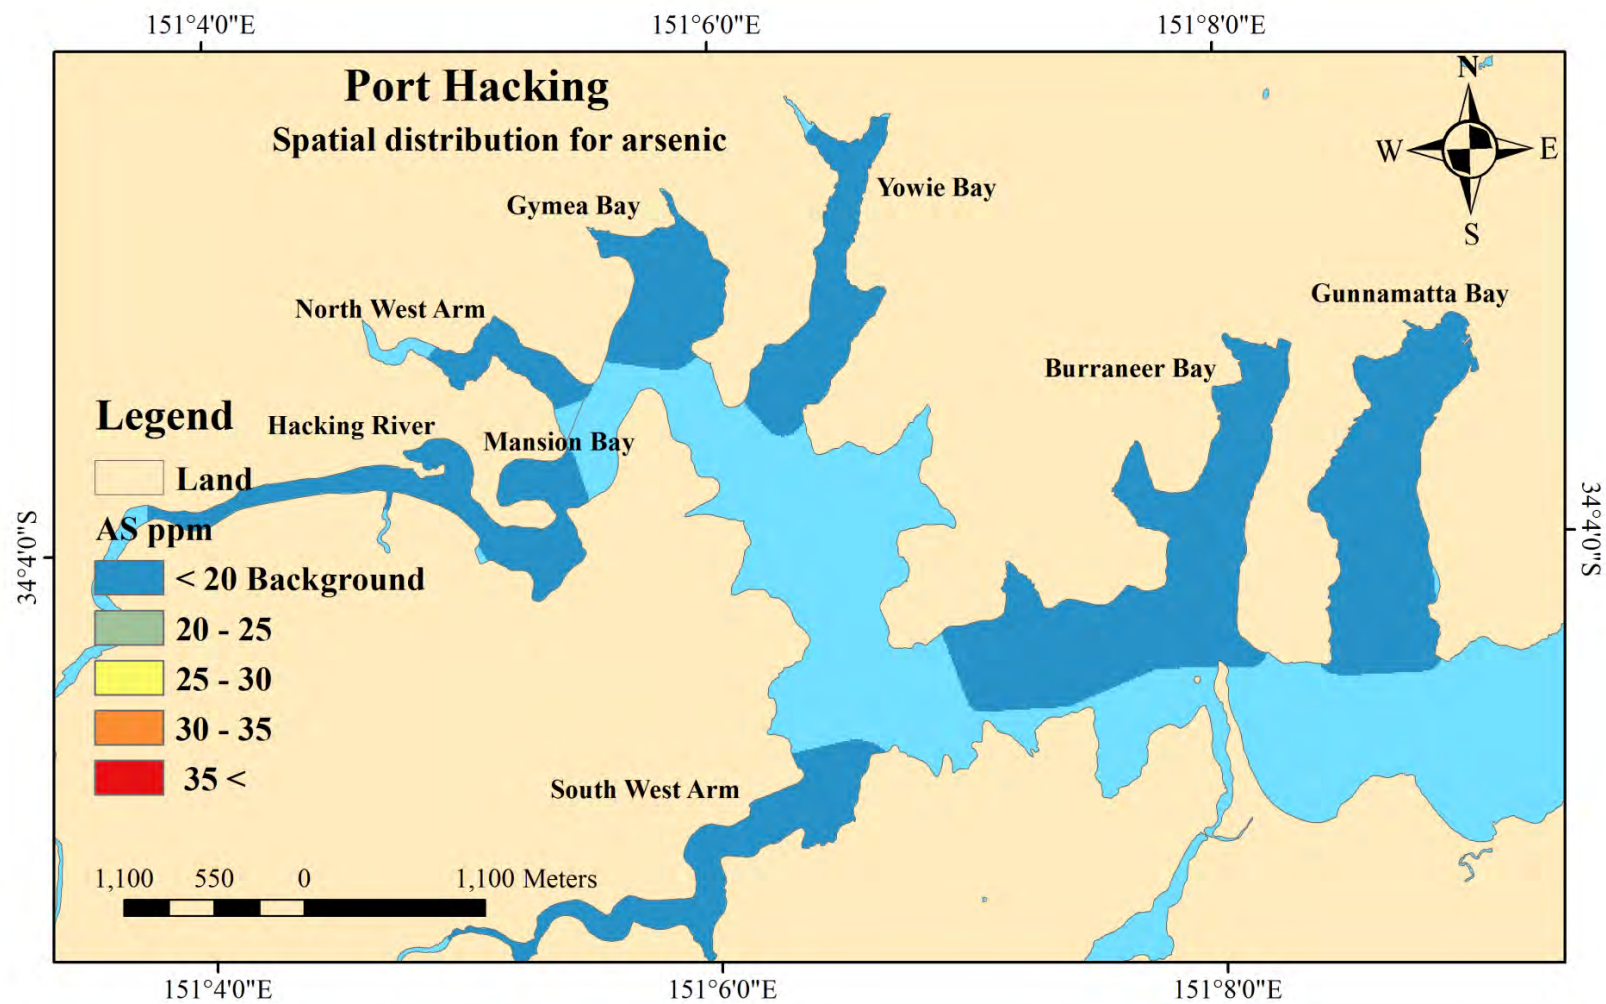 151°4'0"E
151°6'0"E
151°8'0"E
Port Hacking
Spatial distribution for arsenic
N
W
E
S
Yowie Bay
Gymea Bay
Gunnamatta Bay
North West Arm
Burraneer Bay
Legend
Hacking River
Mansion Bay
Land
AS ppm
34°4'0"S
34°4'0"S
< 20 Background
20 - 25
25 - 30
30 - 35
35 <
South West Arm
1,100 550 0 1,100 Meters
151°4'0"E
151°6'0"E
151°8'0"E